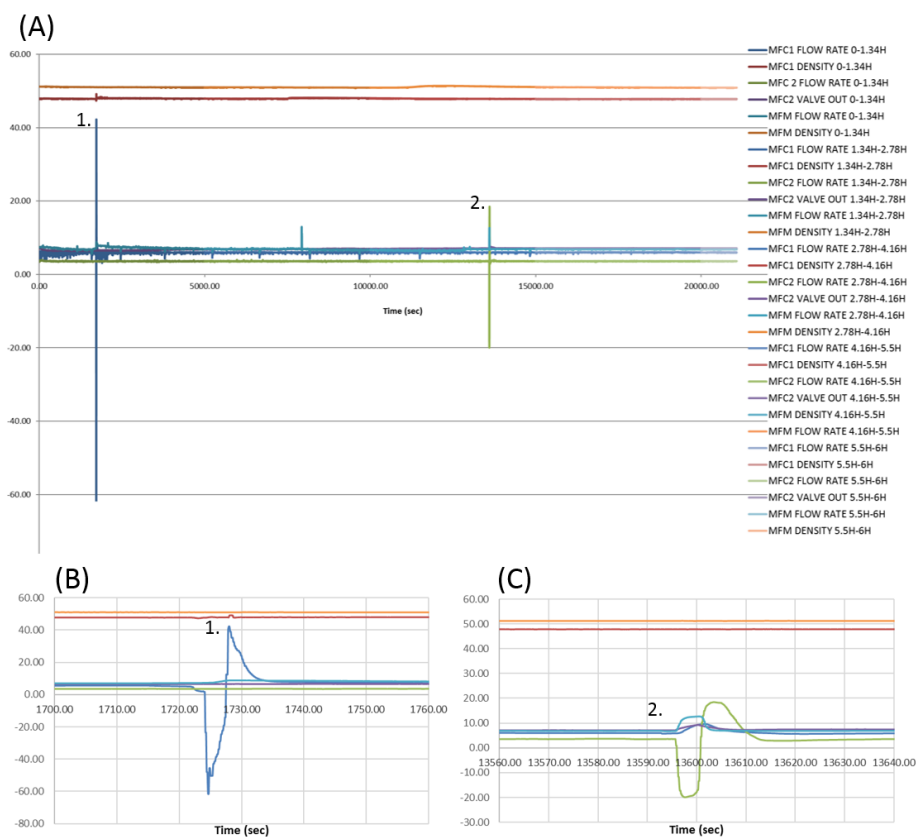 (A)
60.00
40.00
20.00
0.00
-20.00
-40.00
-60.00
1.
2.
0.00 5000.00 10000.00 15000.00 20000.00
Time (sec)
MFC1 FLOW RATE 0-1.34H
MFC1 DENSITY 0-1.34H
MFC 2 FLOW RATE 0-1.34H
MFC2 VALVE OUT 0-1.34H
MFM FLOW RATE 0-1.34H
MFM DENSITY 0-1.34H
MFC1 FLOW RATE 1.34H-2.78H
MFC1 DENSITY 1.34H-2.78H
MFC2 FLOW RATE 1.34H-2.78H
MFC2 VALVE OUT 1.34H-2.78H
MFM FLOW RATE 1.34H-2.78H
MFM DENSITY 1.34H-2.78H
MFC1 FLOW RATE 2.78H-4.16H
MFC1 DENSITY 2.78H-4.16H
MFC2 FLOW RATE 2.78H-4.16H
MFC2 VALVE OUT 2.78H-4.16H
MFM FLOW RATE 2.78H-4.16H
MFM DENSITY 2.78H-4.16H
MFC1 FLOW RATE 4.16H-5.5H
MFC1 DENSITY 4.16H-5.5H
MFC2 FLOW RATE 4.16H-5.5H
MFC2 VALVE OUT 4.16H-5.5H
MFM DENSITY 4.16H-5.5H
MFM FLOW RATE 4.16H-5.5H
MFC1 FLOW RATE 5.5H-6H
MFC1 DENSITY 5.5H-6H
MFC2 FLOW RATE 5.5H-6H
MFC2 VALVE OUT 5.5H-6H
MFM FLOW RATE 5.5H-6H
MFM DENSITY 5.5H-6H
(B)
60.00
40.00
20.00
0.00
-20.00
-40.00
-60.00
-80.00
1.
1700.00 1710.00 1720.00 1730.00 1740.00 1750.00 1760.00
Time (sec)
(C)
60.00
50.00
40.00
30.00
20.00
10.00
0.00
-10.00
-20.00
-30.00
2.
13560.00 13570.00 13580.00 13590.00 13600.00 13610.00 13620.00 13630.00 13640.00
Time (sec)